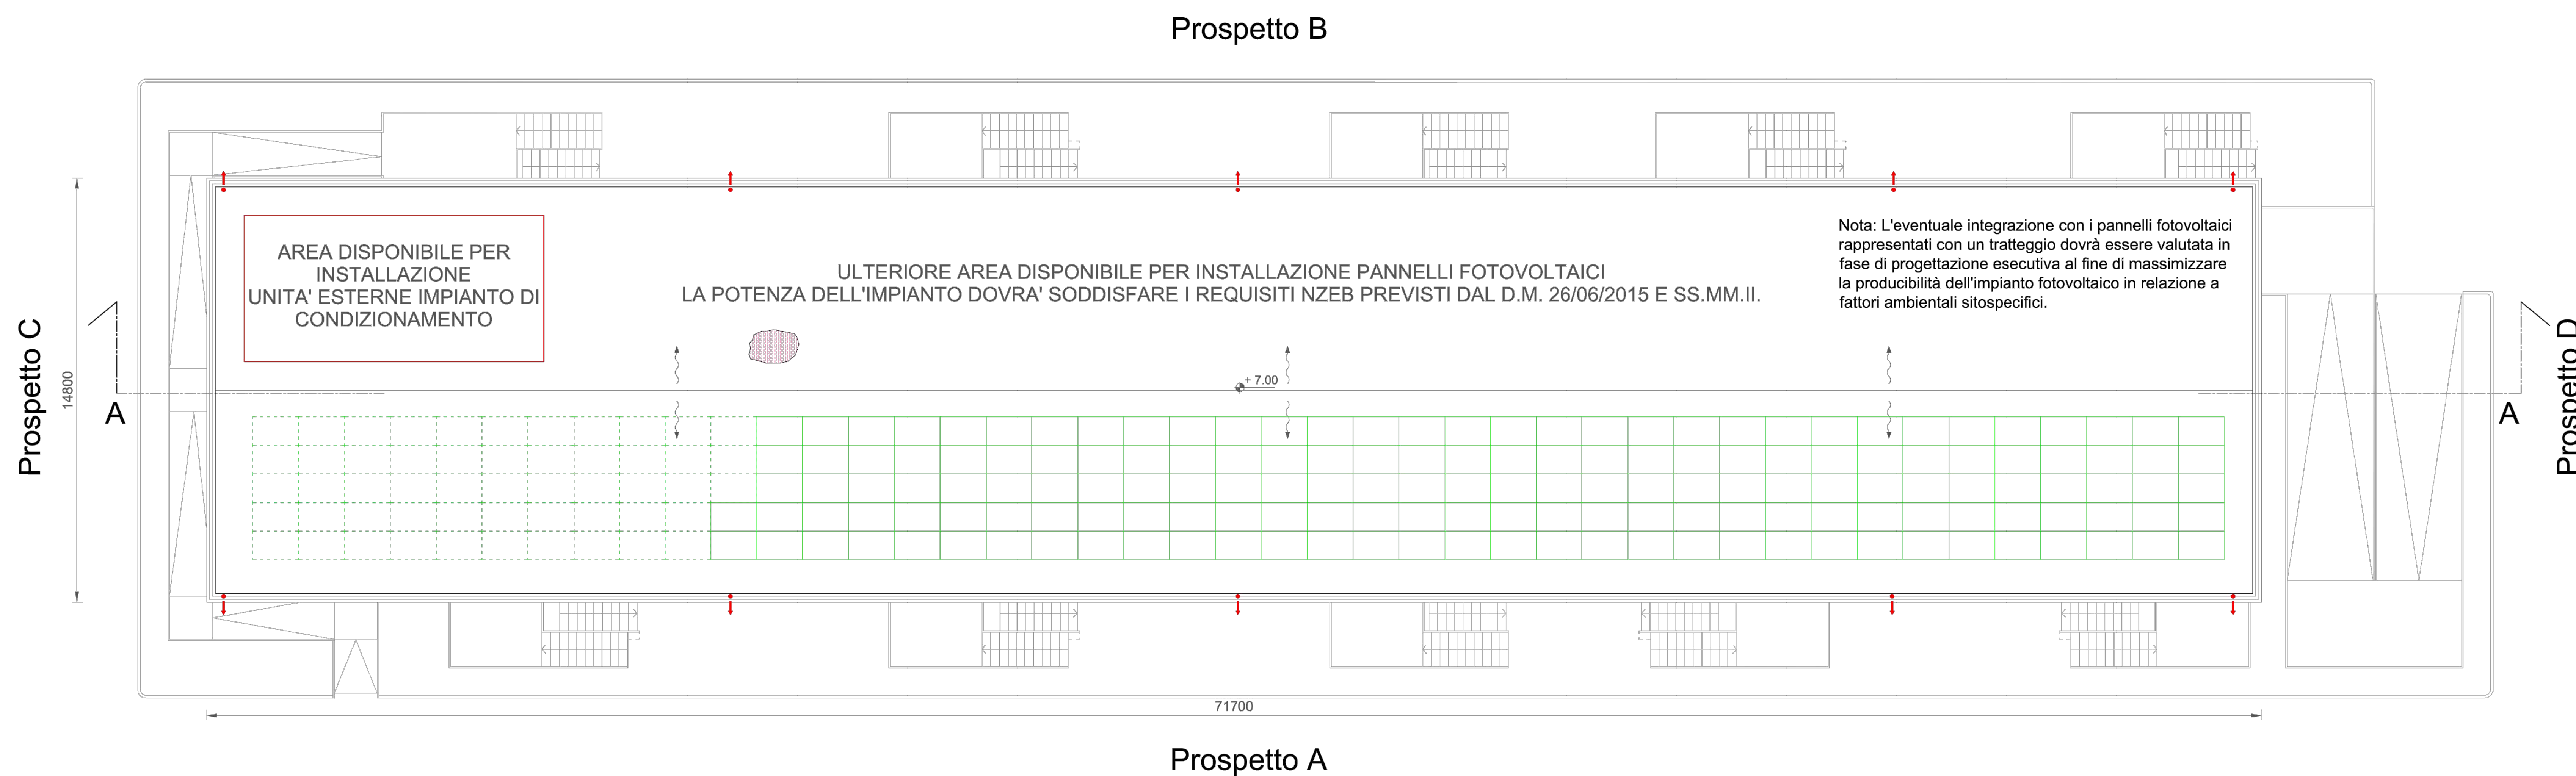 Prospetto B
AREA DISPONIBILE PER
INSTALLAZIONE
UNITA' ESTERNE IMPIANTO DI
CONDIZIONAMENTO
ULTERIORE AREA DISPONIBILE PER INSTALLAZIONE PANNELLI FOTOVOLTAICI
LA POTENZA DELL'IMPIANTO DOVRA' SODDISFARE I REQUISITI NZEB PREVISTI DAL D.M. 26/06/2015 E SS.MM.II.
Nota: L'eventuale integrazione con i pannelli fotovoltaici
rappresentati con un tratteggio dovrà essere valutata in
fase di progettazione esecutiva al fine di massimizzare
la producibilità dell'impianto fotovoltaico in relazione a
fattori ambientali sitospecifici.
Prospetto C
14800
A
+ 7.00
A
Prospetto D
71700
Prospetto A